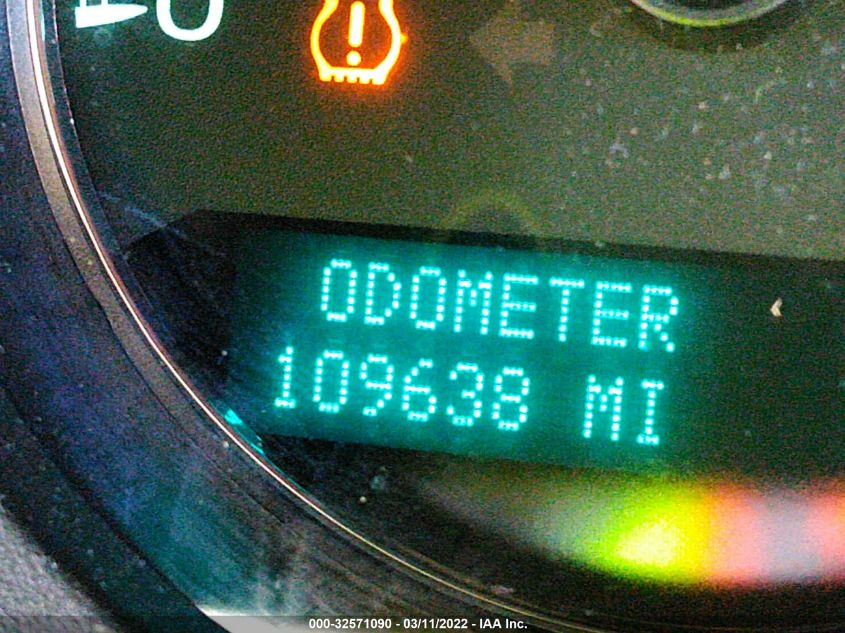 ODOMETER
109638 MI
000-32571090 - 03/11/2022 - IAA Inc.